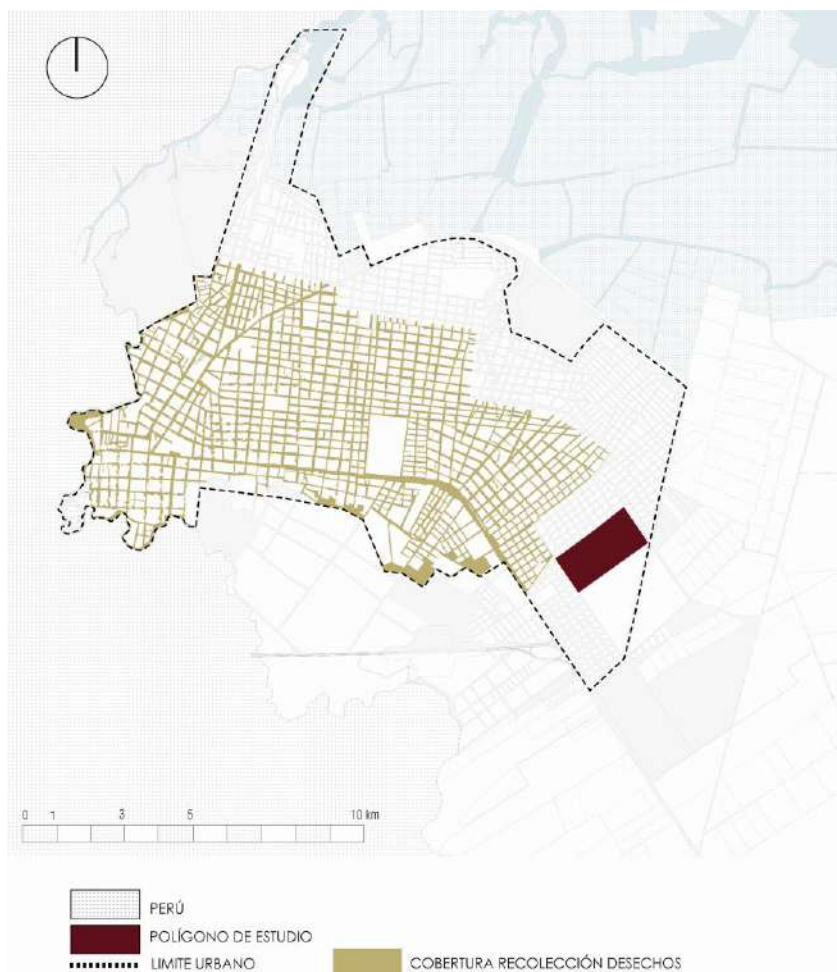 0 1 3 5 10 km
PERÚ
POLÍGONO DE ESTUDIO
LIMITE URBANO COBERTURA RECOLECCIÓN DESECHOS